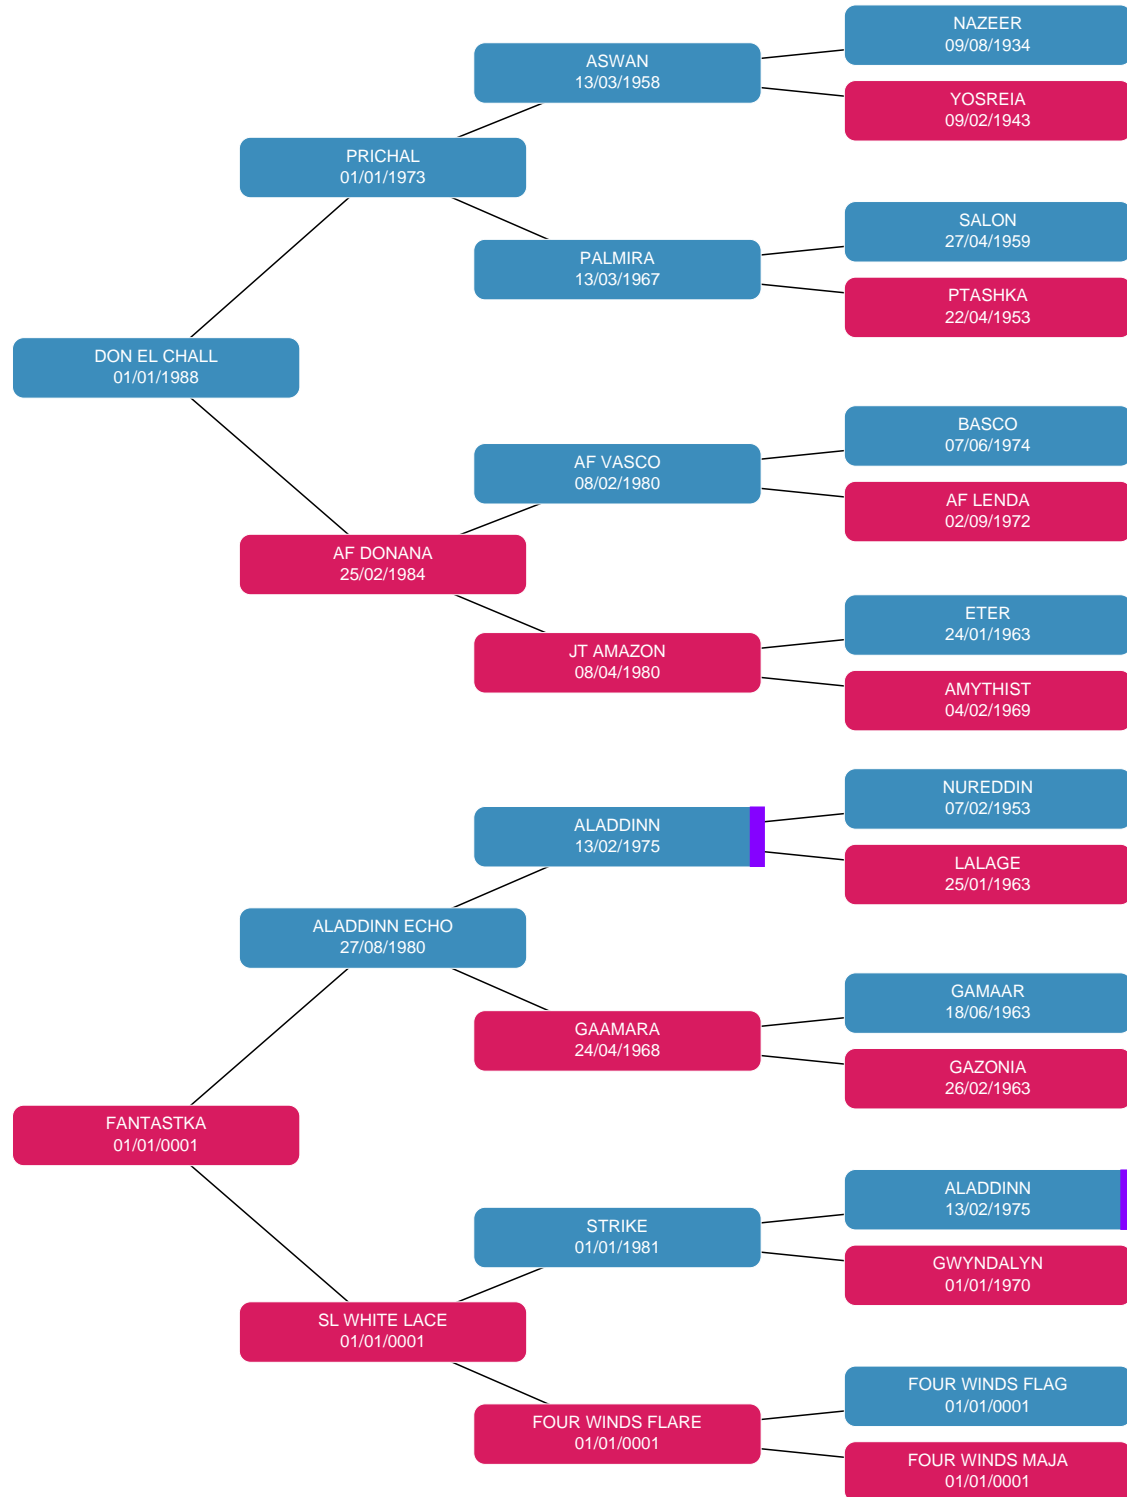 NAZEER
09/08/1934
ASWAN
13/03/1958
YOSREIA
09/02/1943
PRICHAL
01/01/1973
SALON
27/04/1959
PALMIRA
13/03/1967
PTASHKA
22/04/1953
DON EL CHALL
01/01/1988
BASCO
07/06/1974
AF VASCO
08/02/1980
AF LENDA
02/09/1972
AF DONANA
25/02/1984
ETER
24/01/1963
JT AMAZON
08/04/1980
AMYTHIST
04/02/1969
NUREDDIN
07/02/1953
ALADDINN
13/02/1975
LALAGE
25/01/1963
ALADDINN ECHO
27/08/1980
GAMAAR
18/06/1963
GAAMARA
24/04/1968
GAZONIA
26/02/1963
FANTASTKA
01/01/0001
ALADDINN
13/02/1975
STRIKE
01/01/1981
GWYNDALYN
01/01/1970
SL WHITE LACE
01/01/0001
FOUR WINDS FLAG
01/01/0001
FOUR WINDS FLARE
01/01/0001
FOUR WINDS MAJA
01/01/0001